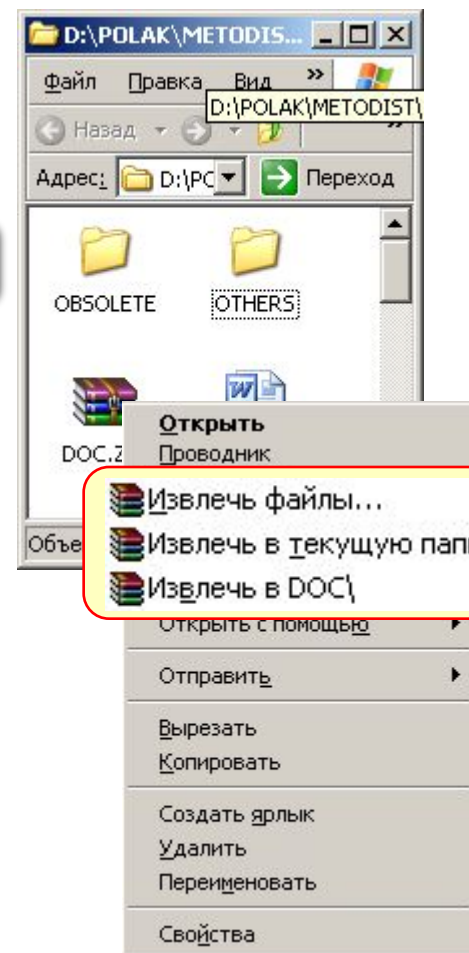 D:\POLAK\METODIS...
Файл Правка Вид »
D:\POLAK\METODIST\
Назад »
Адрес: D:\PC Переход
OBSOLETE OTHERS
DOC.Z
Открыть
Проводник
Извлечь файлы...
Извлечь в текущую пап
Извлечь в DOC\
Объе
Открыть с помощью
Отправить
Вырезать
Копировать
Создать ярлык
Удалить
Переименовать
Свойства